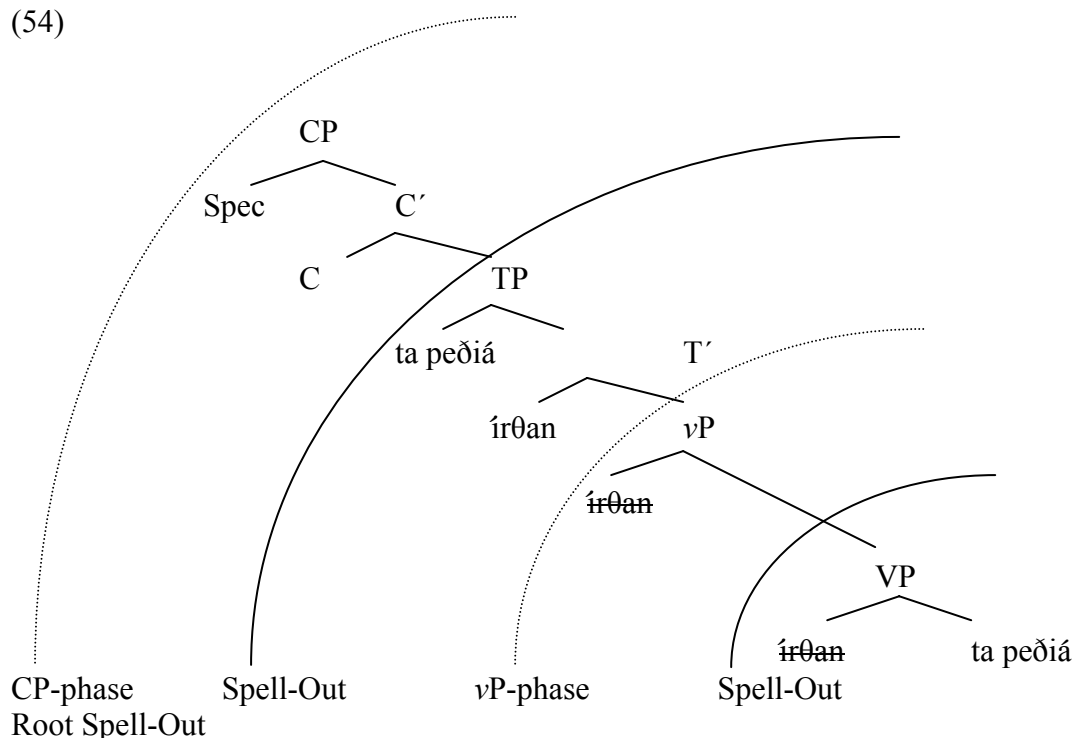 (54)
CP
Spec C´
C TP
ta peðiá T´
írθan vP
írθan
VP
írθan ta peðiá
CP-phase Spell-Out vP-phase Spell-Out
Root Spell-Out